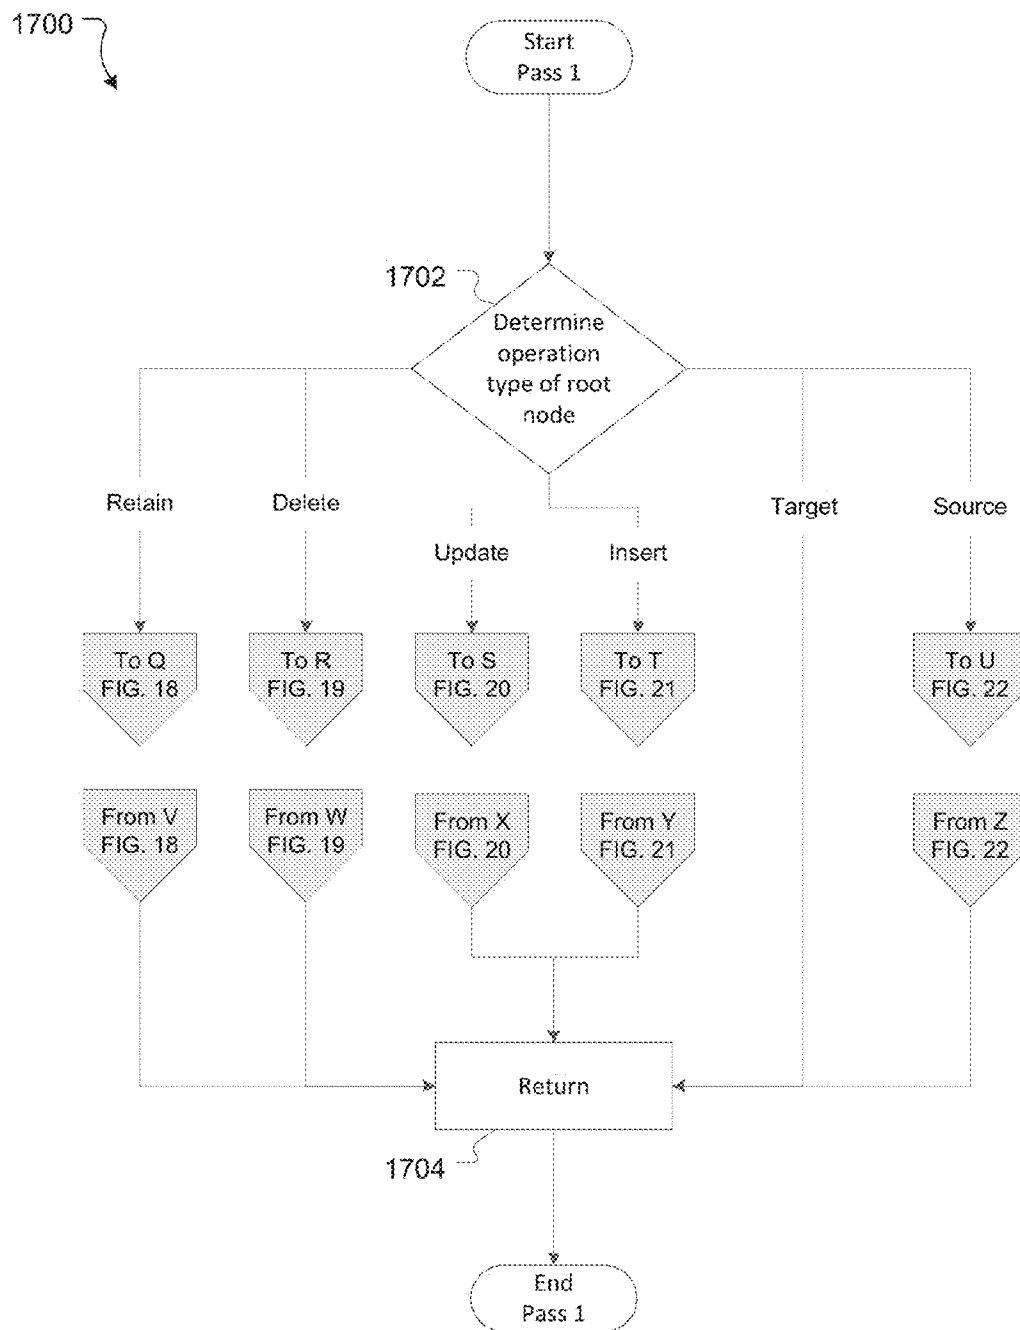 1700
Start
Pass 1
1702
Determine
operation
type of root
node
Retain
Delete
Target
Source
Update
Insert
To Q
FIG. 18
To R
FIG. 19
To S
FIG. 20
To T
FIG. 21
To U
FIG. 22
From V
FIG. 18
From W
FIG. 19
From X
FIG. 20
From Y
FIG. 21
From Z
FIG. 22
Return
1704
End
Pass 1